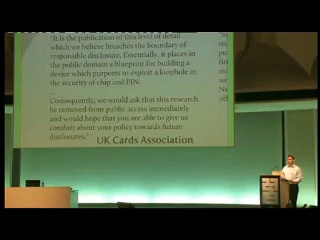 "It is the publication of this level of detail
which we believe breaches the boundary of
responsible disclosure. Essentially, it places in
the public domain a blueprint for building a
device which purports to exploit a loophole in
the security of chip and PIN.
...
Consequently, we would ask that this research
be removed from public access immediately
and would hope that you are able to give us
comfort about your policy towards future
disclosures."
UK Cards Association